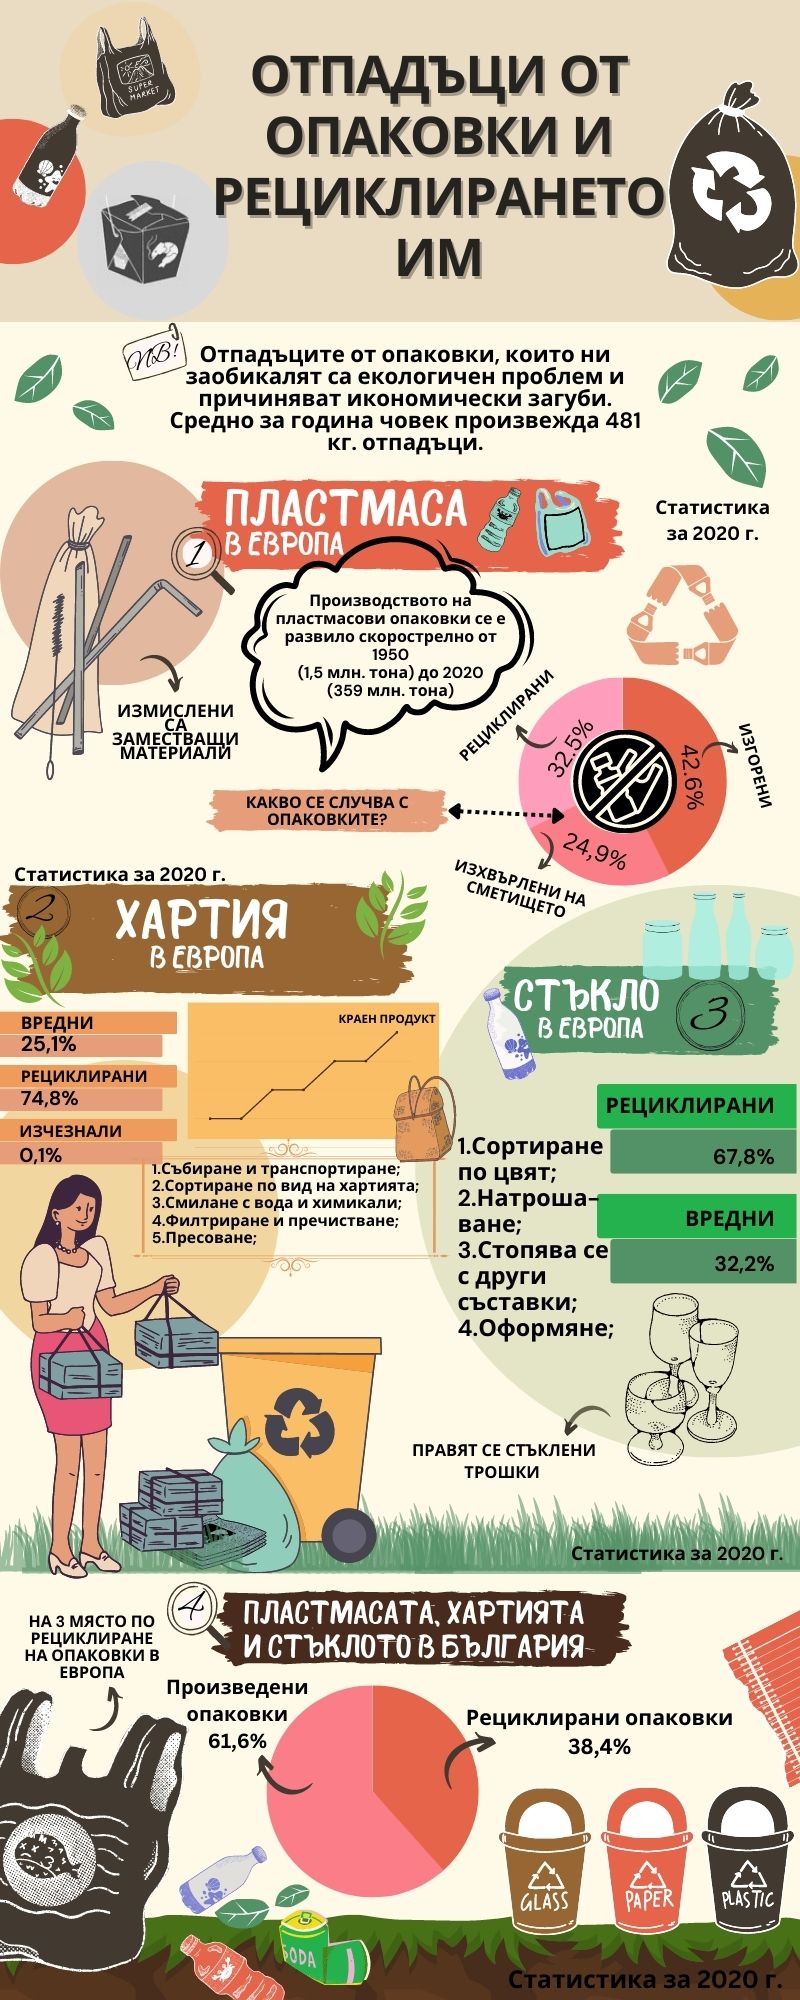 SUPER
MARKET
ОТПАДЪЦИ ОТ
ОПАКОВКИ И
РЕЦИКЛИРАНЕТО
ИМ
NB!
Отпадъците от опаковки, които ни
заобикалят са екологичен проблем и
причиняват икономически загуби.
Средно за година човек произвежда 481
кг. отпадъци.
1
ПЛАСТМАСА
В ЕВРОПА
Статистика
за 2020 г.
Производството на
пластмасови опаковки се е
развило скорострелно от
1950
(1,5 млн. тона) до 2020
(359 млн. тона)
ИЗМИСЛЕНИ
СА
ЗАМЕСТВАЩИ
МАТЕРИАЛИ
РЕЦИКЛИРАНИ
32.5%
ИЗГОРЕНИ
42.6%
24,9%
ИЗХВЪРЛЕНИ НА
СМЕТИЩЕТО
КАКВО СЕ СЛУЧВА С
ОПАКОВКИТЕ?
Статистика за 2020 г.
2
ХАРТИЯ
В ЕВРОПА
ВРЕДНИ
25,1%
РЕЦИКЛИРАНИ
74,8%
ИЗЧЕЗНАЛИ
0,1%
КРАЕН ПРОДУКТ
1.Събиране и транспортиране;
2.Сортиране по вид на хартията;
3.Смилане с вода и химикали;
4.Филтриране и пречистване;
5.Пресоване;
СТЪКЛО
В ЕВРОПА
3
РЕЦИКЛИРАНИ
67,8%
ВРЕДНИ
32,2%
1.Сортиране
по цвят;
2.Натроша-
ване;
3.Стопява се
с други
съставки;
4.Оформяне;
ПРАВЯТ СЕ СТЪКЛЕНИ
ТРОШКИ
Статистика за 2020 г.
4
ПЛАСТМАСАТА, ХАРТИЯТА
И СТЪКЛОТО В БЪЛГАРИЯ
НА 3 МЯСТО ПО
РЕЦИКЛИРАНЕ
НА ОПАКОВКИ В
ЕВРОПА
Произведени
опаковки
61,6%
Рециклирани опаковки
38,4%
GLASS
PAPER
PLASTIC
SODA
Статистика за 2020 г.